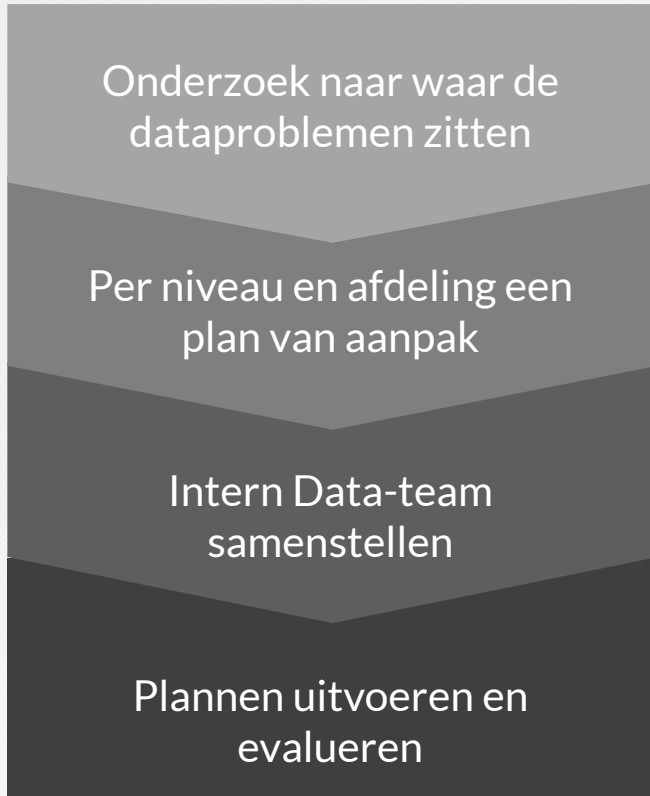 Onderzoek naar waar de
dataproblemen zitten
Per niveau en afdeling een
plan van aanpak
Intern Data-team
samenstellen
Plannen uitvoeren en
evalueren